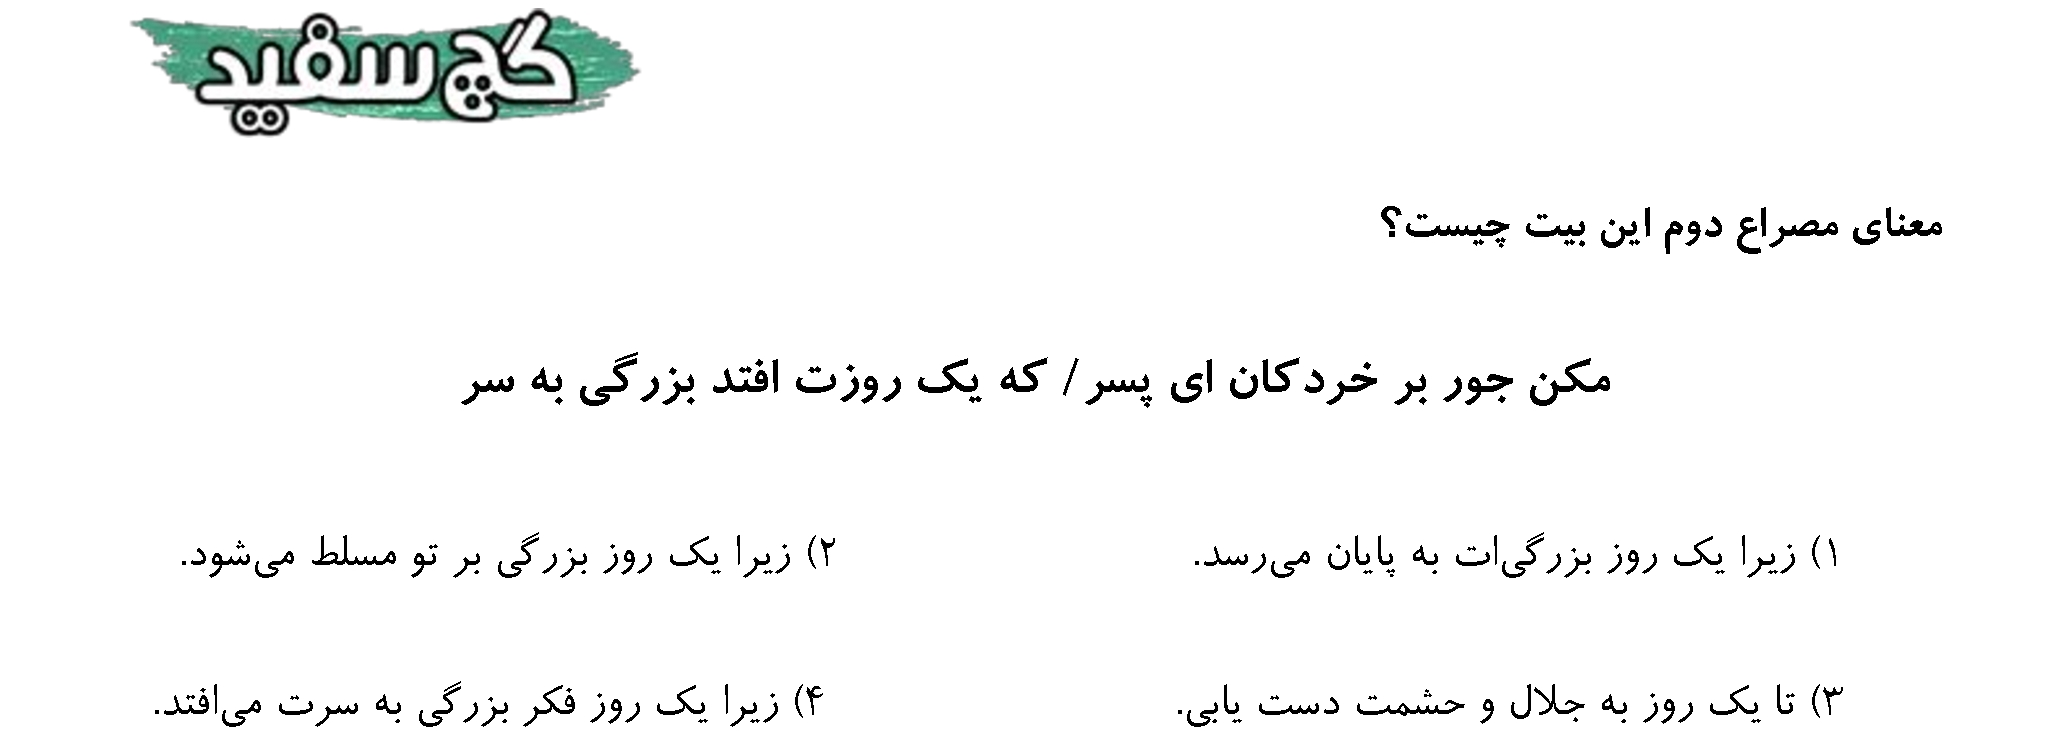 گچ سفید
معنای مصراع دوم این بیت چیست؟
مکن جور بر خردکان ای پسر/ که یک روزت افتد بزرگی به سر
۱) زیرا یک روز بزرگی‌ات به پایان می‌رسد.
۲) زیرا یک روز بزرگی بر تو مسلط می‌شود.
۳) تا یک روز به جلال و حشمت دست یابی.
۴) زیرا یک روز فکر بزرگی به سرت می‌افتد.